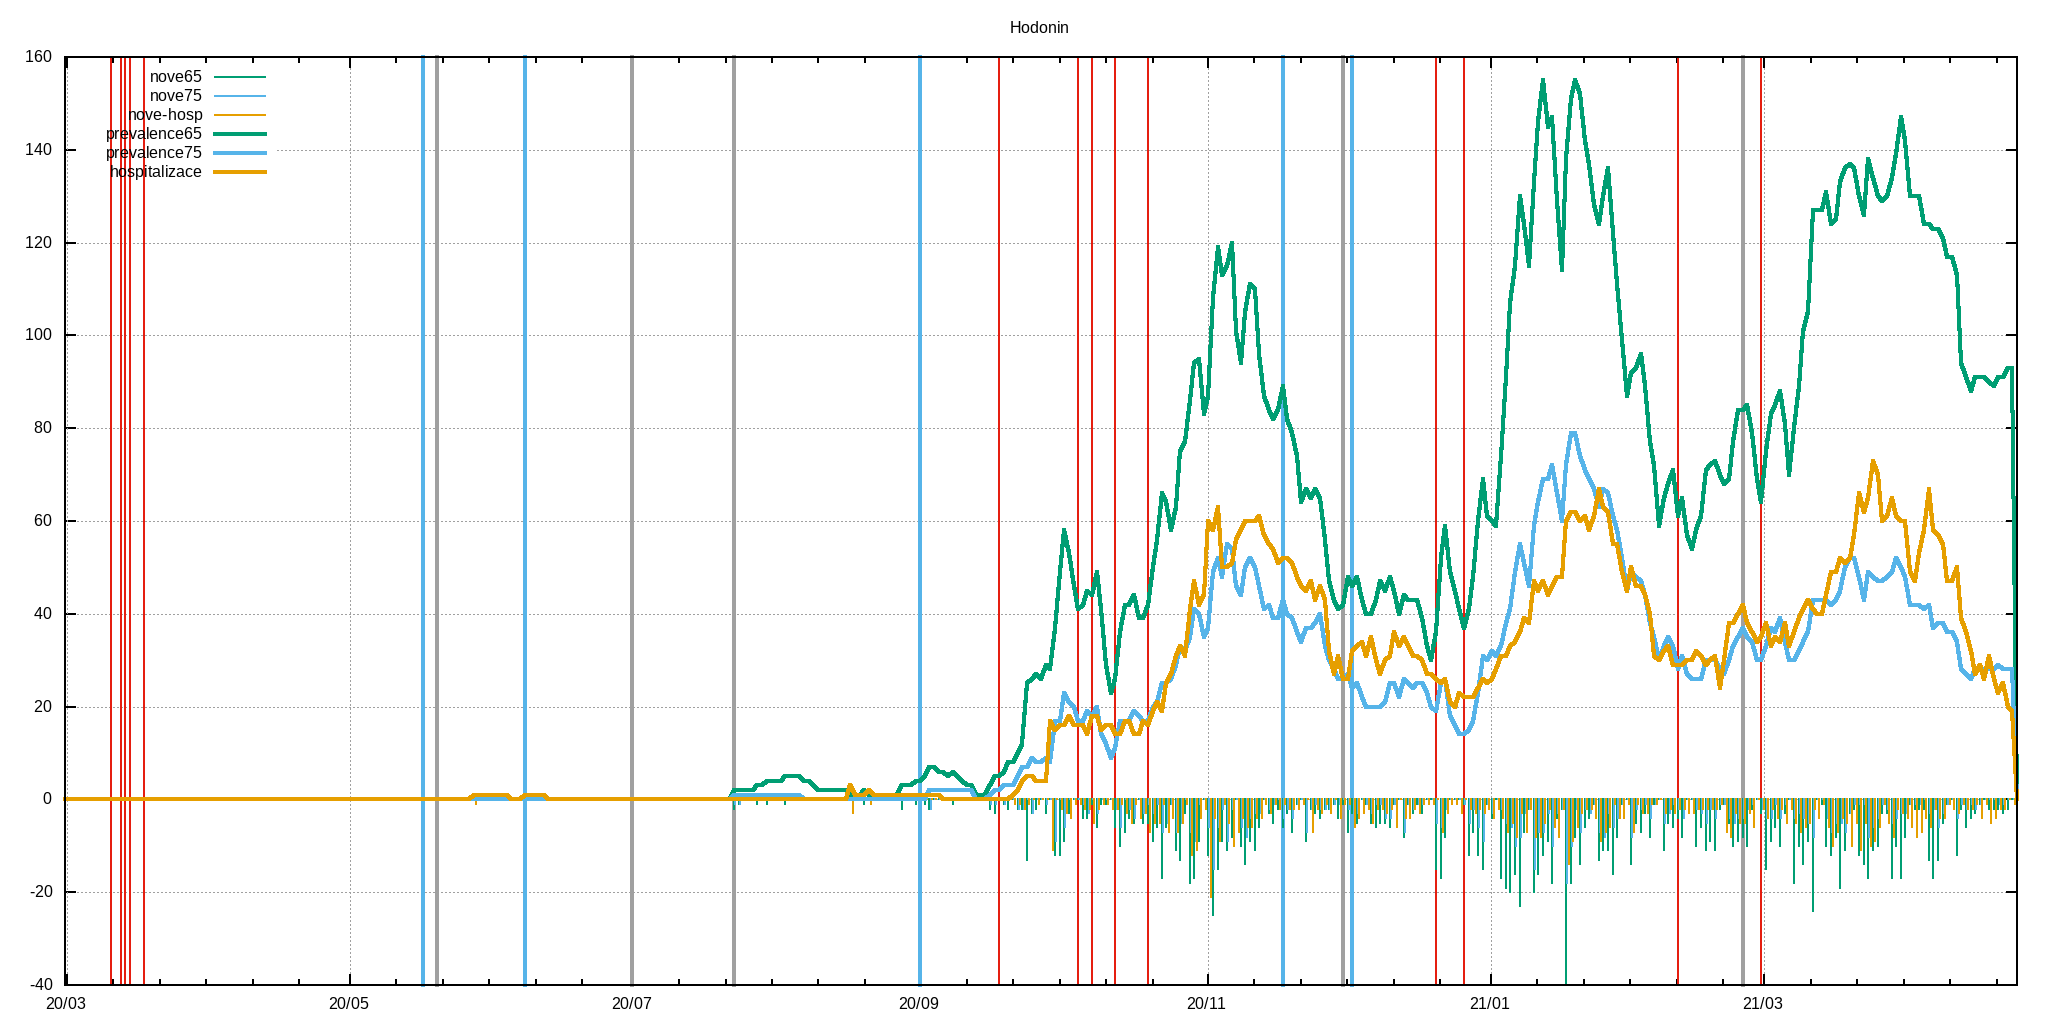 Hodonin
160
nove65
nove75
nove-hosp
prevalence65
prevalence75
hospitalizace
140
120
100
80
60
40
20
0
-20
-40
20/03 20/05 20/07 20/09 20/11 21/01 21/03